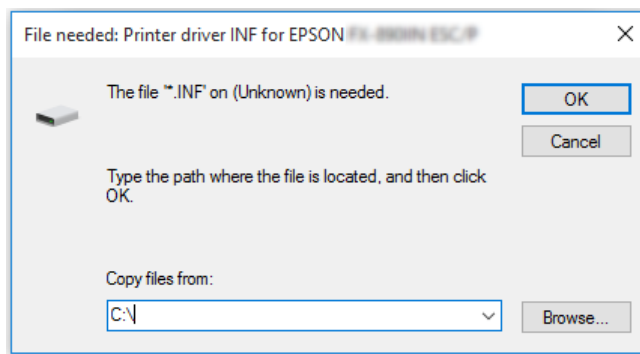 File needed: Printer driver INF for EPSON
The file '*.INF' on (Unknown) is needed.
OK
Cancel
Type the path where the file is located, and then click
OK.
Copy files from:
C:\
Browse...